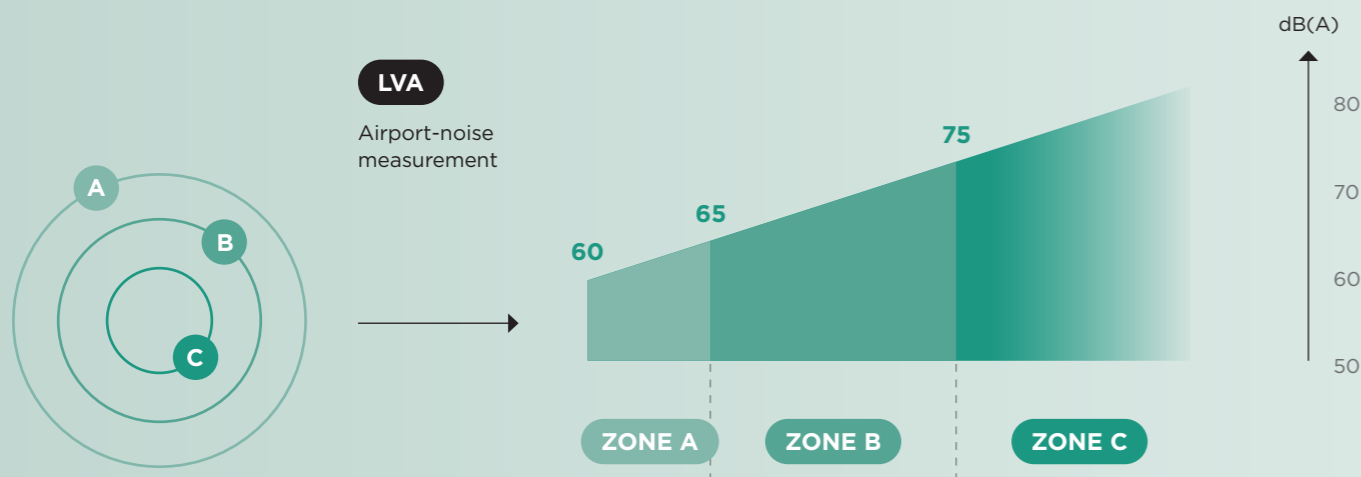 dB(A)
LVA
Airport-noise
measurement
80
75
A
70
65
B
60
60
C
50
ZONE A
ZONE B
ZONE C